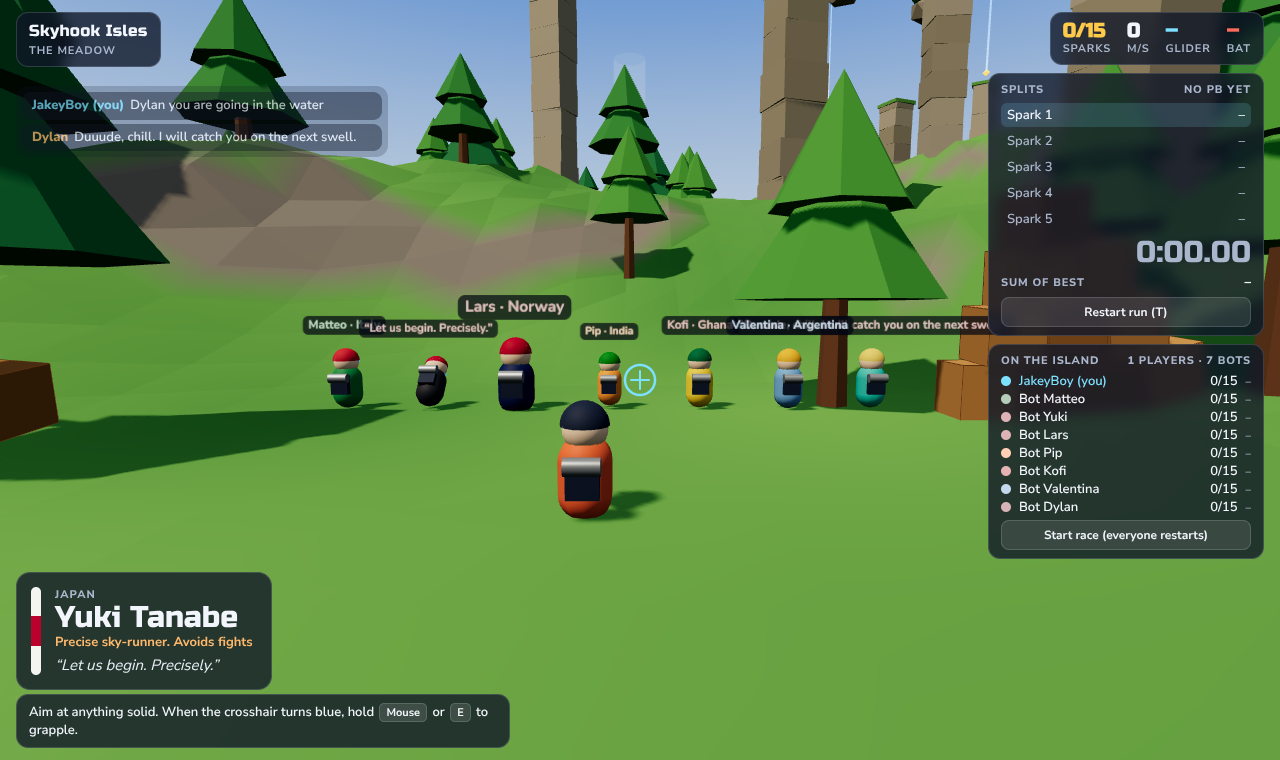 Skyhook Isles
THE MEADOW
0/15 0 – –
SPARKS M/S GLIDER BAT
JakeyBoy (you) Dylan you are going in the water
Dylan Duuude, chill. I will catch you on the next swell.
SPLITS NO PB YET
Spark 1 –
Spark 2 –
Spark 3 –
Spark 4 –
Spark 5 –
0:00.00
SUM OF BEST –
Restart run (T)
Lars · Norway
Matteo ·
"Let us begin. Precisely."
Pip · India
Kofi ·
Valentina · Argentina
catch you on the next
ON THE ISLAND 1 PLAYERS · 7 BOTS
JakeyBoy (you) 0/15 –
Bot Matteo 0/15 –
Bot Yuki 0/15 –
Bot Lars 0/15 –
Bot Pip 0/15 –
Bot Kofi 0/15 –
Bot Valentina 0/15 –
Bot Dylan 0/15 –
Start race (everyone restarts)
JAPAN
Yuki Tanabe
Precise sky-runner. Avoids fights
“Let us begin. Precisely.”
Aim at anything solid. When the crosshair turns blue, hold Mouse or E to
grapple.